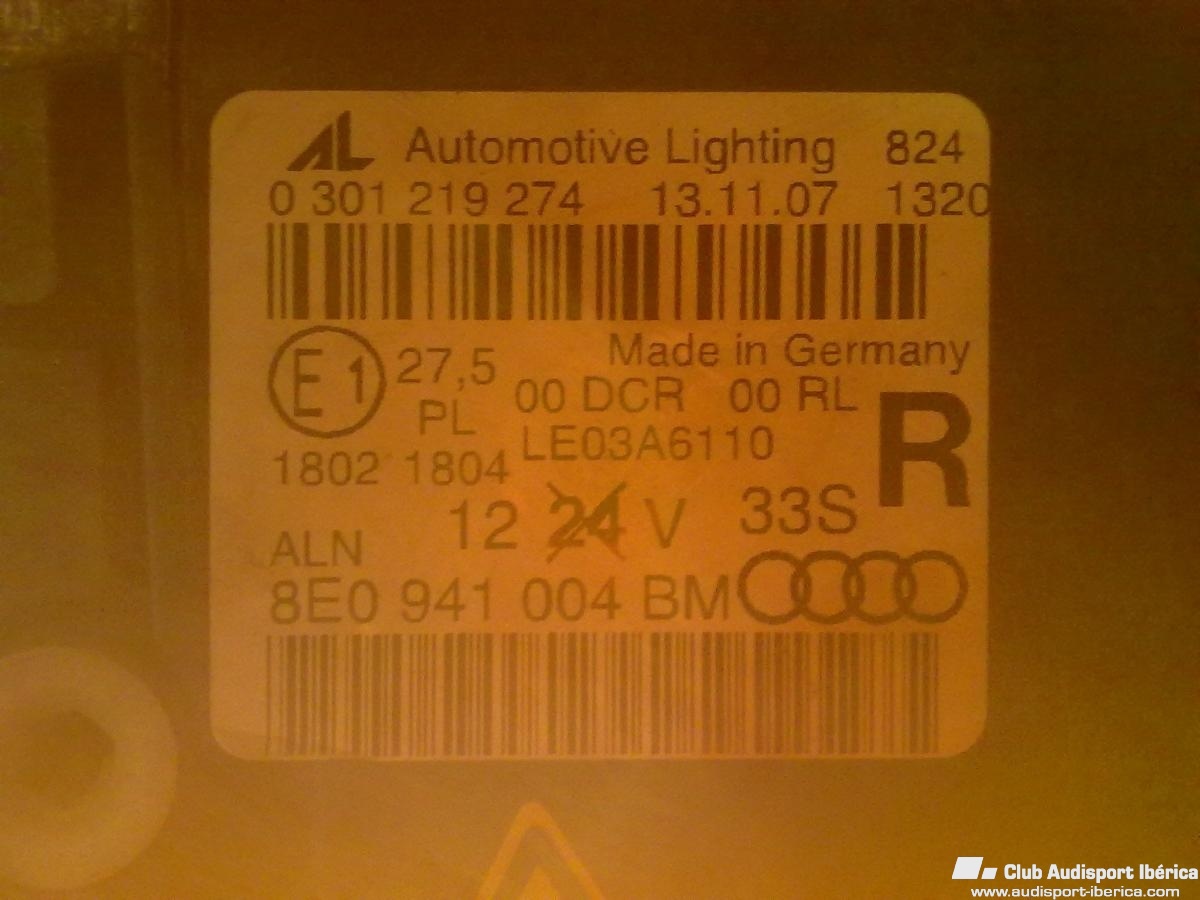 AL Automotive Lighting 824
0 301 219 274 13.11.07 1320
Made in Germany
E1 27,5 00 DCR 00 RL
PL LE03A6110 R
1802 1804
12 24 V 33S
ALN
8E0 941 004 BM
Club Audisport Ibérica
www.audisport-iberica.com